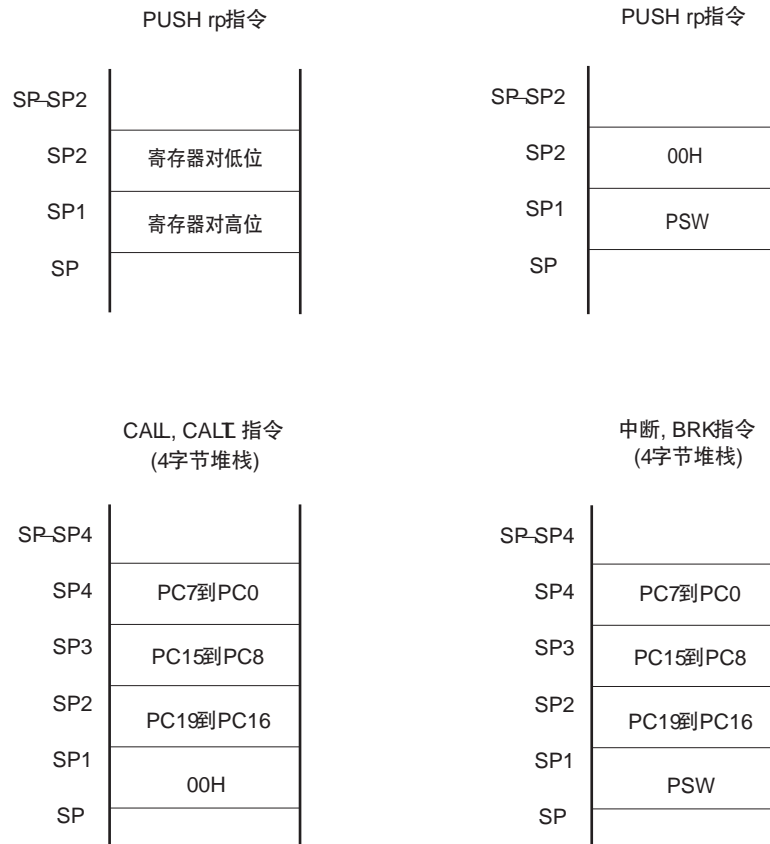 PUSH rp指令
SP–SP2
SP2
寄存器对低位
SP1
寄存器对高位
SP
PUSH rp指令
SP–SP2
SP2
00H
SP1
PSW
SP
CALL, CALLT 指令
(4字节堆栈)
SP–SP4
SP4
PC7到PC0
SP3
PC15到PC8
SP2
PC19到PC16
SP1
00H
SP
中断, BRK指令
(4字节堆栈)
SP–SP4
SP4
PC7到PC0
SP3
PC15到PC8
SP2
PC19到PC16
SP1
PSW
SP